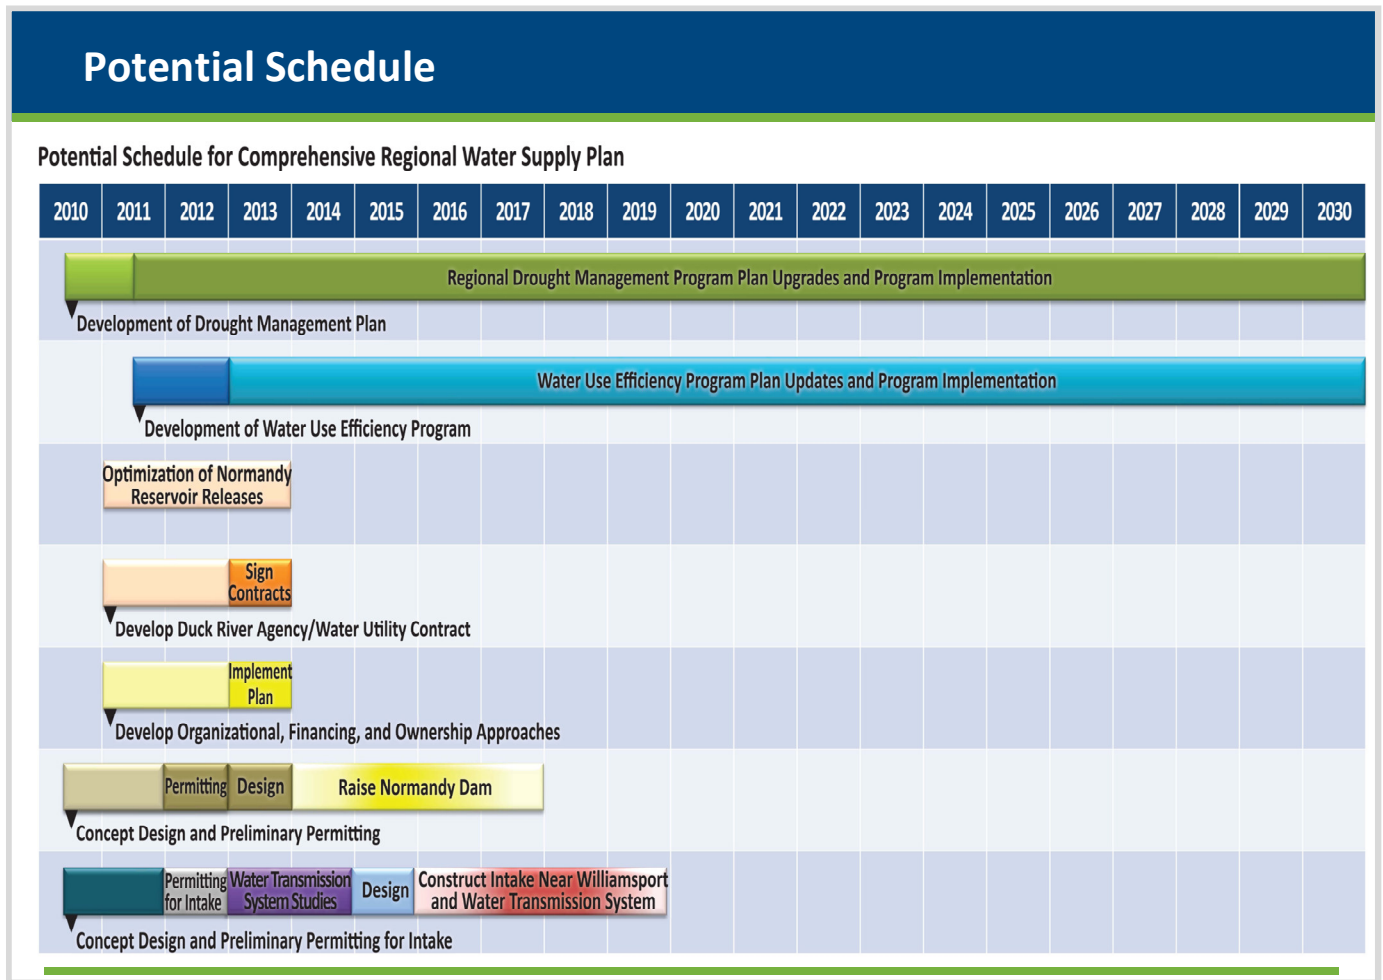 Potential Schedule
Potential Schedule for Comprehensive Regional Water Supply Plan
2010 2011 2012 2013 2014 2015 2016 2017 2018 2019 2020 2021 2022 2023 2024 2025 2026 2027 2028 2029 2030
Regional Drought Management Program Plan Upgrades and Program Implementation
Development of Drought Management Plan
Water Use Efficiency Program Plan Updates and Program Implementation
Development of Water Use Efficiency Program
Optimization of Normandy
Reservoir Releases
Sign
Contracts
Develop Duck River Agency/Water Utility Contract
Implement
Plan
Develop Organizational, Financing, and Ownership Approaches
Permitting
Design
Raise Normandy Dam
Concept Design and Preliminary Permitting
Permitting
for Intake
Water Transmission
System Studies
Design
Construct Intake Near Williamsport
and Water Transmission System
Concept Design and Preliminary Permitting for Intake